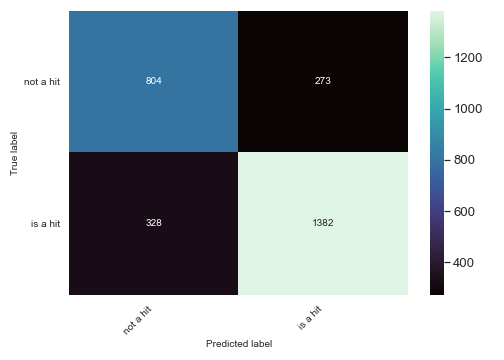 not a hit
804
273
is a hit
328
1382
True label
not a hit
is a hit
Predicted label
1200
1000
800
600
400